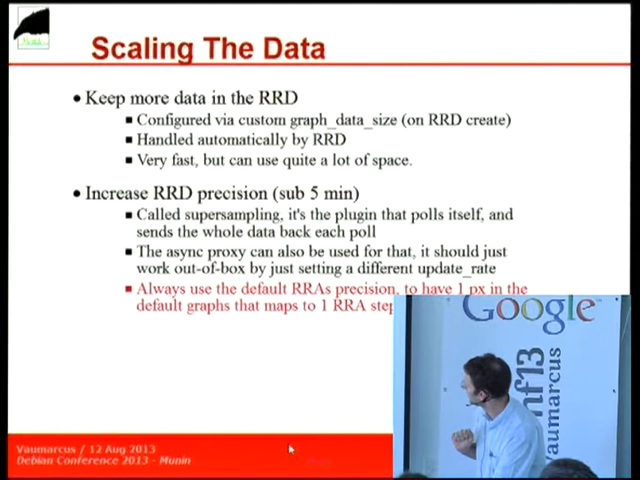 Scaling The Data
• Keep more data in the RRD
■ Configured via custom graph_data_size (on RRD create)
■ Handled automatically by RRD
■ Very fast, but can use quite a lot of space.
• Increase RRD precision (sub 5 min)
■ Called supersampling, it's the plugin that polls itself, and
sends the whole data back each poll
■ The async proxy can also be used for that, it should just
work out-of-box by just setting a different update_rate
■ Always use the default RRAs precision, to have 1 px in the
default graphs that maps to 1 RRA step
Google
nf13
vaumarcus
Vaumarcus / 12 Aug 2013
Debian Conference 2013 - Munin